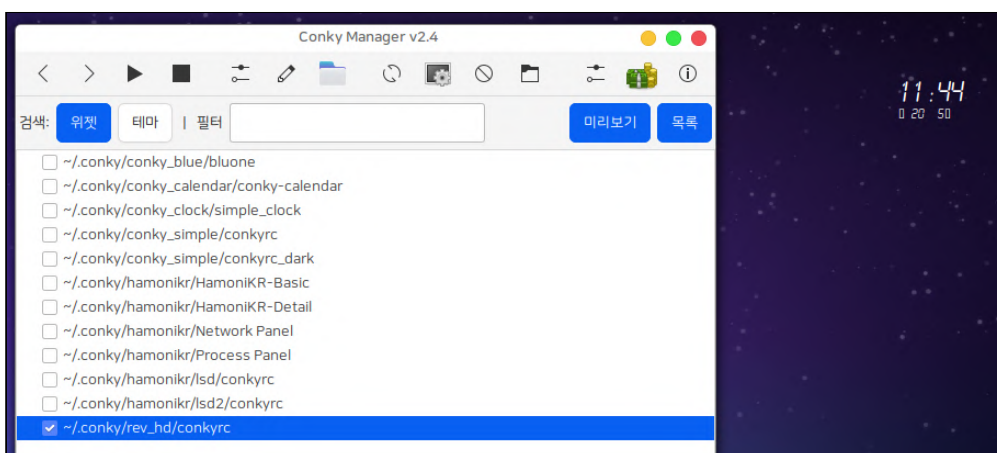 Conky Manager v2.4
11:44
0 20 50
검색: 위젯 테마 | 필터 미리보기 목록
~/.conky/conky_blue/bluone
~/.conky/conky_calendar/conky-calendar
~/.conky/conky_clock/simple_clock
~/.conky/conky_simple/conkyrc
~/.conky/conky_simple/conkyrc_dark
~/.conky/hamonikr/HamoniKR-Basic
~/.conky/hamonikr/HamoniKR-Detail
~/.conky/hamonikr/Network Panel
~/.conky/hamonikr/Process Panel
~/.conky/hamonikr/lsd/conkyrc
~/.conky/hamonikr/lsd2/conkyrc
~/.conky/rev_hd/conkyrc